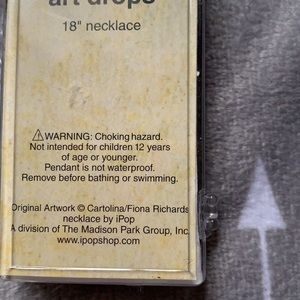 art drops
18" necklace
⚠WARNING: Choking hazard.
Not intended for children 12 years
of age or younger.
Pendant is not waterproof.
Remove before bathing or swimming.
Original Artwork © Cartolina/Fiona Richards
necklace by iPop
A division of The Madison Park Group, Inc
www.ipopshop.com